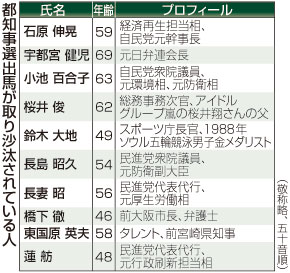 都知事選出馬が取り沙汰されている人
氏名 年齢 プロフィール
石原 伸晃 59 経済再生担当相、
自民党元幹事長
宇都宮 健児 69 元日弁連会長
小池 百合子 63 自民党衆院議員、
元環境相、元防衛相
桜井 俊 62 総務事務次官、アイドル
グループ嵐の桜井翔さんの父
鈴木 大地 49 スポーツ庁長官、1988年
ソウル五輪競泳男子金メダリスト
長島 昭久 54 民進党衆院議員、
元防衛副大臣
長妻 昭 56 民進党代表代行、
元厚生労働相
橋下 徹 46 前大阪市長、弁護士
東国原 英夫 58 タレント、前宮崎県知事
蓮 舫 48 民進党代表代行、
元行政刷新担当相
(敬称略、五十音順)